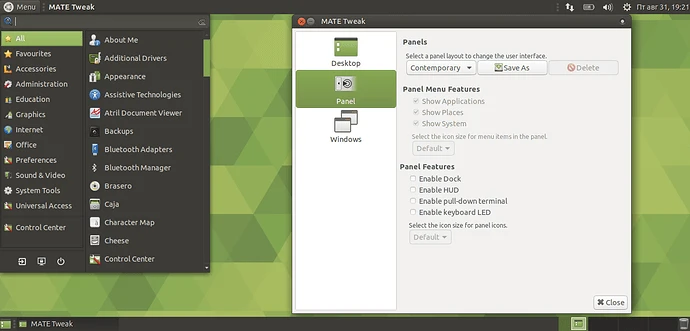 Menu MATE Tweak Пт авг 31, 19:21
All
Favourites
Accessories
Administration
Education
Graphics
Internet
Office
Preferences
Sound & Video
System Tools
Universal Access
Control Center
About Me
Additional Drivers
Appearance
Assistive Technologies
Atril Document Viewer
Backups
Bluetooth Adapters
Bluetooth Manager
Brasero
Caja
Character Map
Cheese
Control Center
MATE Tweak
Desktop
Panel
Windows
Panels
Select a panel layout to change the user interface.
Contemporary Save As Delete
Panel Menu Features
Show Applications
Show Places
Show System
Select the icon size for menu items in the panel.
Default
Panel Features
Enable Dock
Enable HUD
Enable pull-down terminal
Enable keyboard LED
Select the icon size for panel icons.
Default
Close
MATE Tweak